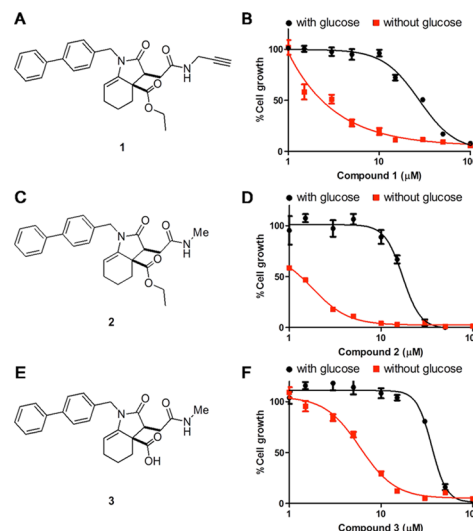 A
O
N
O
N
H
O
O
1
B
with glucose
without glucose
% Cell growth
100
50
0
1
10
100
Compound 1 (µM)
C
O
N
O
N
H
Me
O
O
2
D
with glucose
without glucose
% Cell growth
100
50
0
1
10
Compound 2 (µM)
E
O
N
O
N
H
Me
O
OH
3
F
with glucose
without glucose
% Cell growth
100
50
0
1
10
Compound 3 (µM)